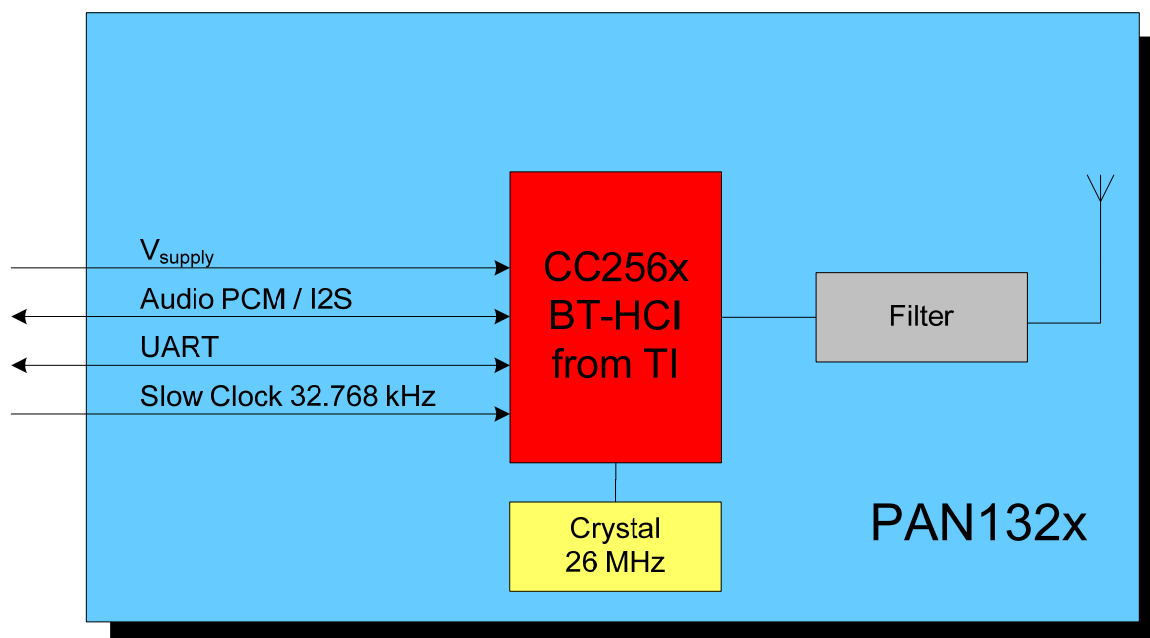 Vsupply
Audio PCM / I2S
UART
Slow Clock 32.768 kHz
CC256x
BT-HCI
from TI
Filter
Crystal
26 MHz
PAN132x